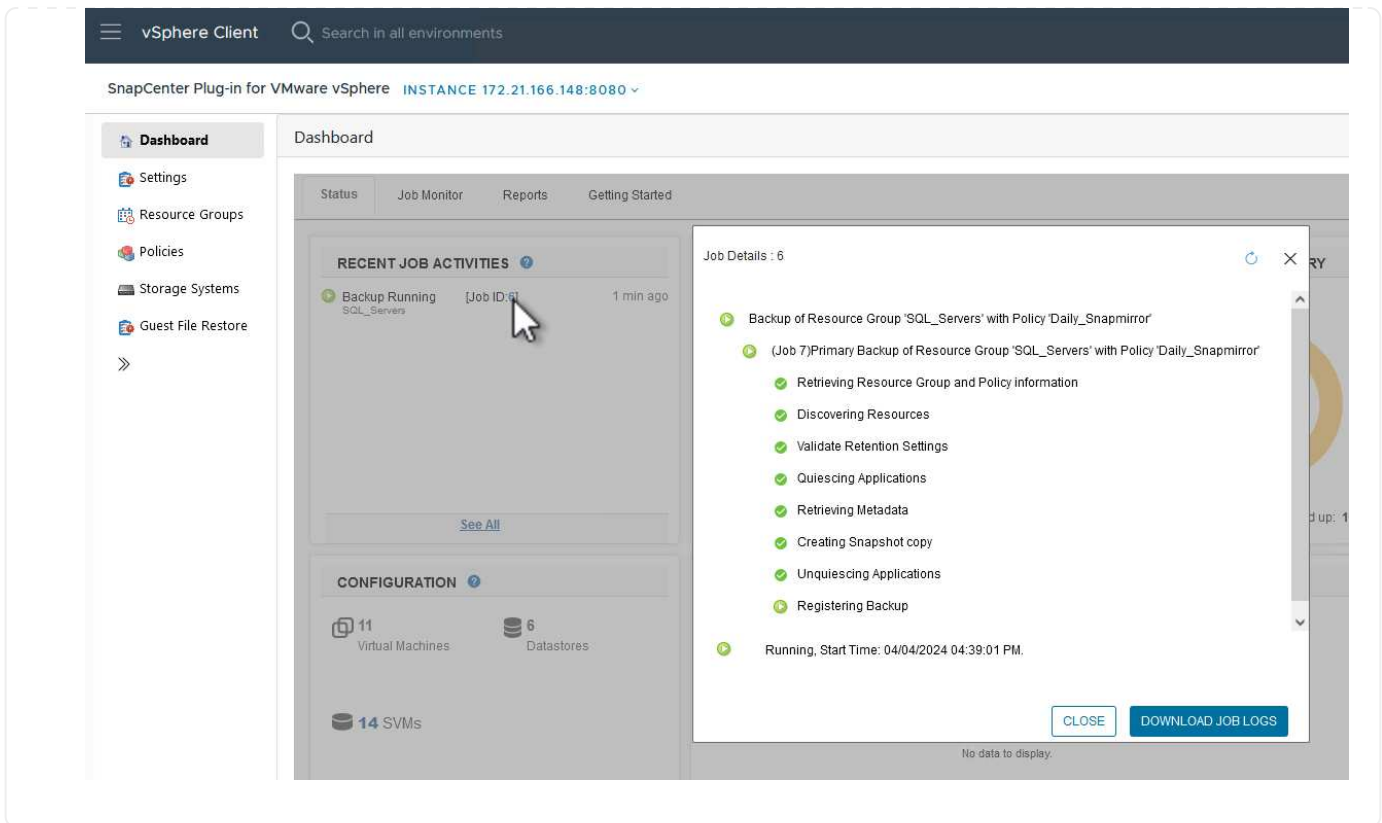 vSphere Client
Search in all environments
SnapCenter Plug-in for VMware vSphere INSTANCE 172.21.166.148:8080
Dashboard
Settings
Resource Groups
Policies
Storage Systems
Guest File Restore
Dashboard
Status Job Monitor Reports Getting Started
RECENT JOB ACTIVITIES
Backup Running [Job ID:6] 1 min ago
SQL_Servers
See All
CONFIGURATION
11
Virtual Machines
6
Datastores
14 SVMs
Job Details : 6
Backup of Resource Group 'SQL_Servers' with Policy 'Daily_Snapmirror'
(Job 7)Primary Backup of Resource Group 'SQL_Servers' with Policy 'Daily_Snapmirror'
Retrieving Resource Group and Policy information
Discovering Resources
Validate Retention Settings
Quiescing Applications
Retrieving Metadata
Creating Snapshot copy
Unquiescing Applications
Registering Backup
Running, Start Time: 04/04/2024 04:39:01 PM.
CLOSE DOWNLOAD JOB LOGS
RY
d up: 1
No data to display.